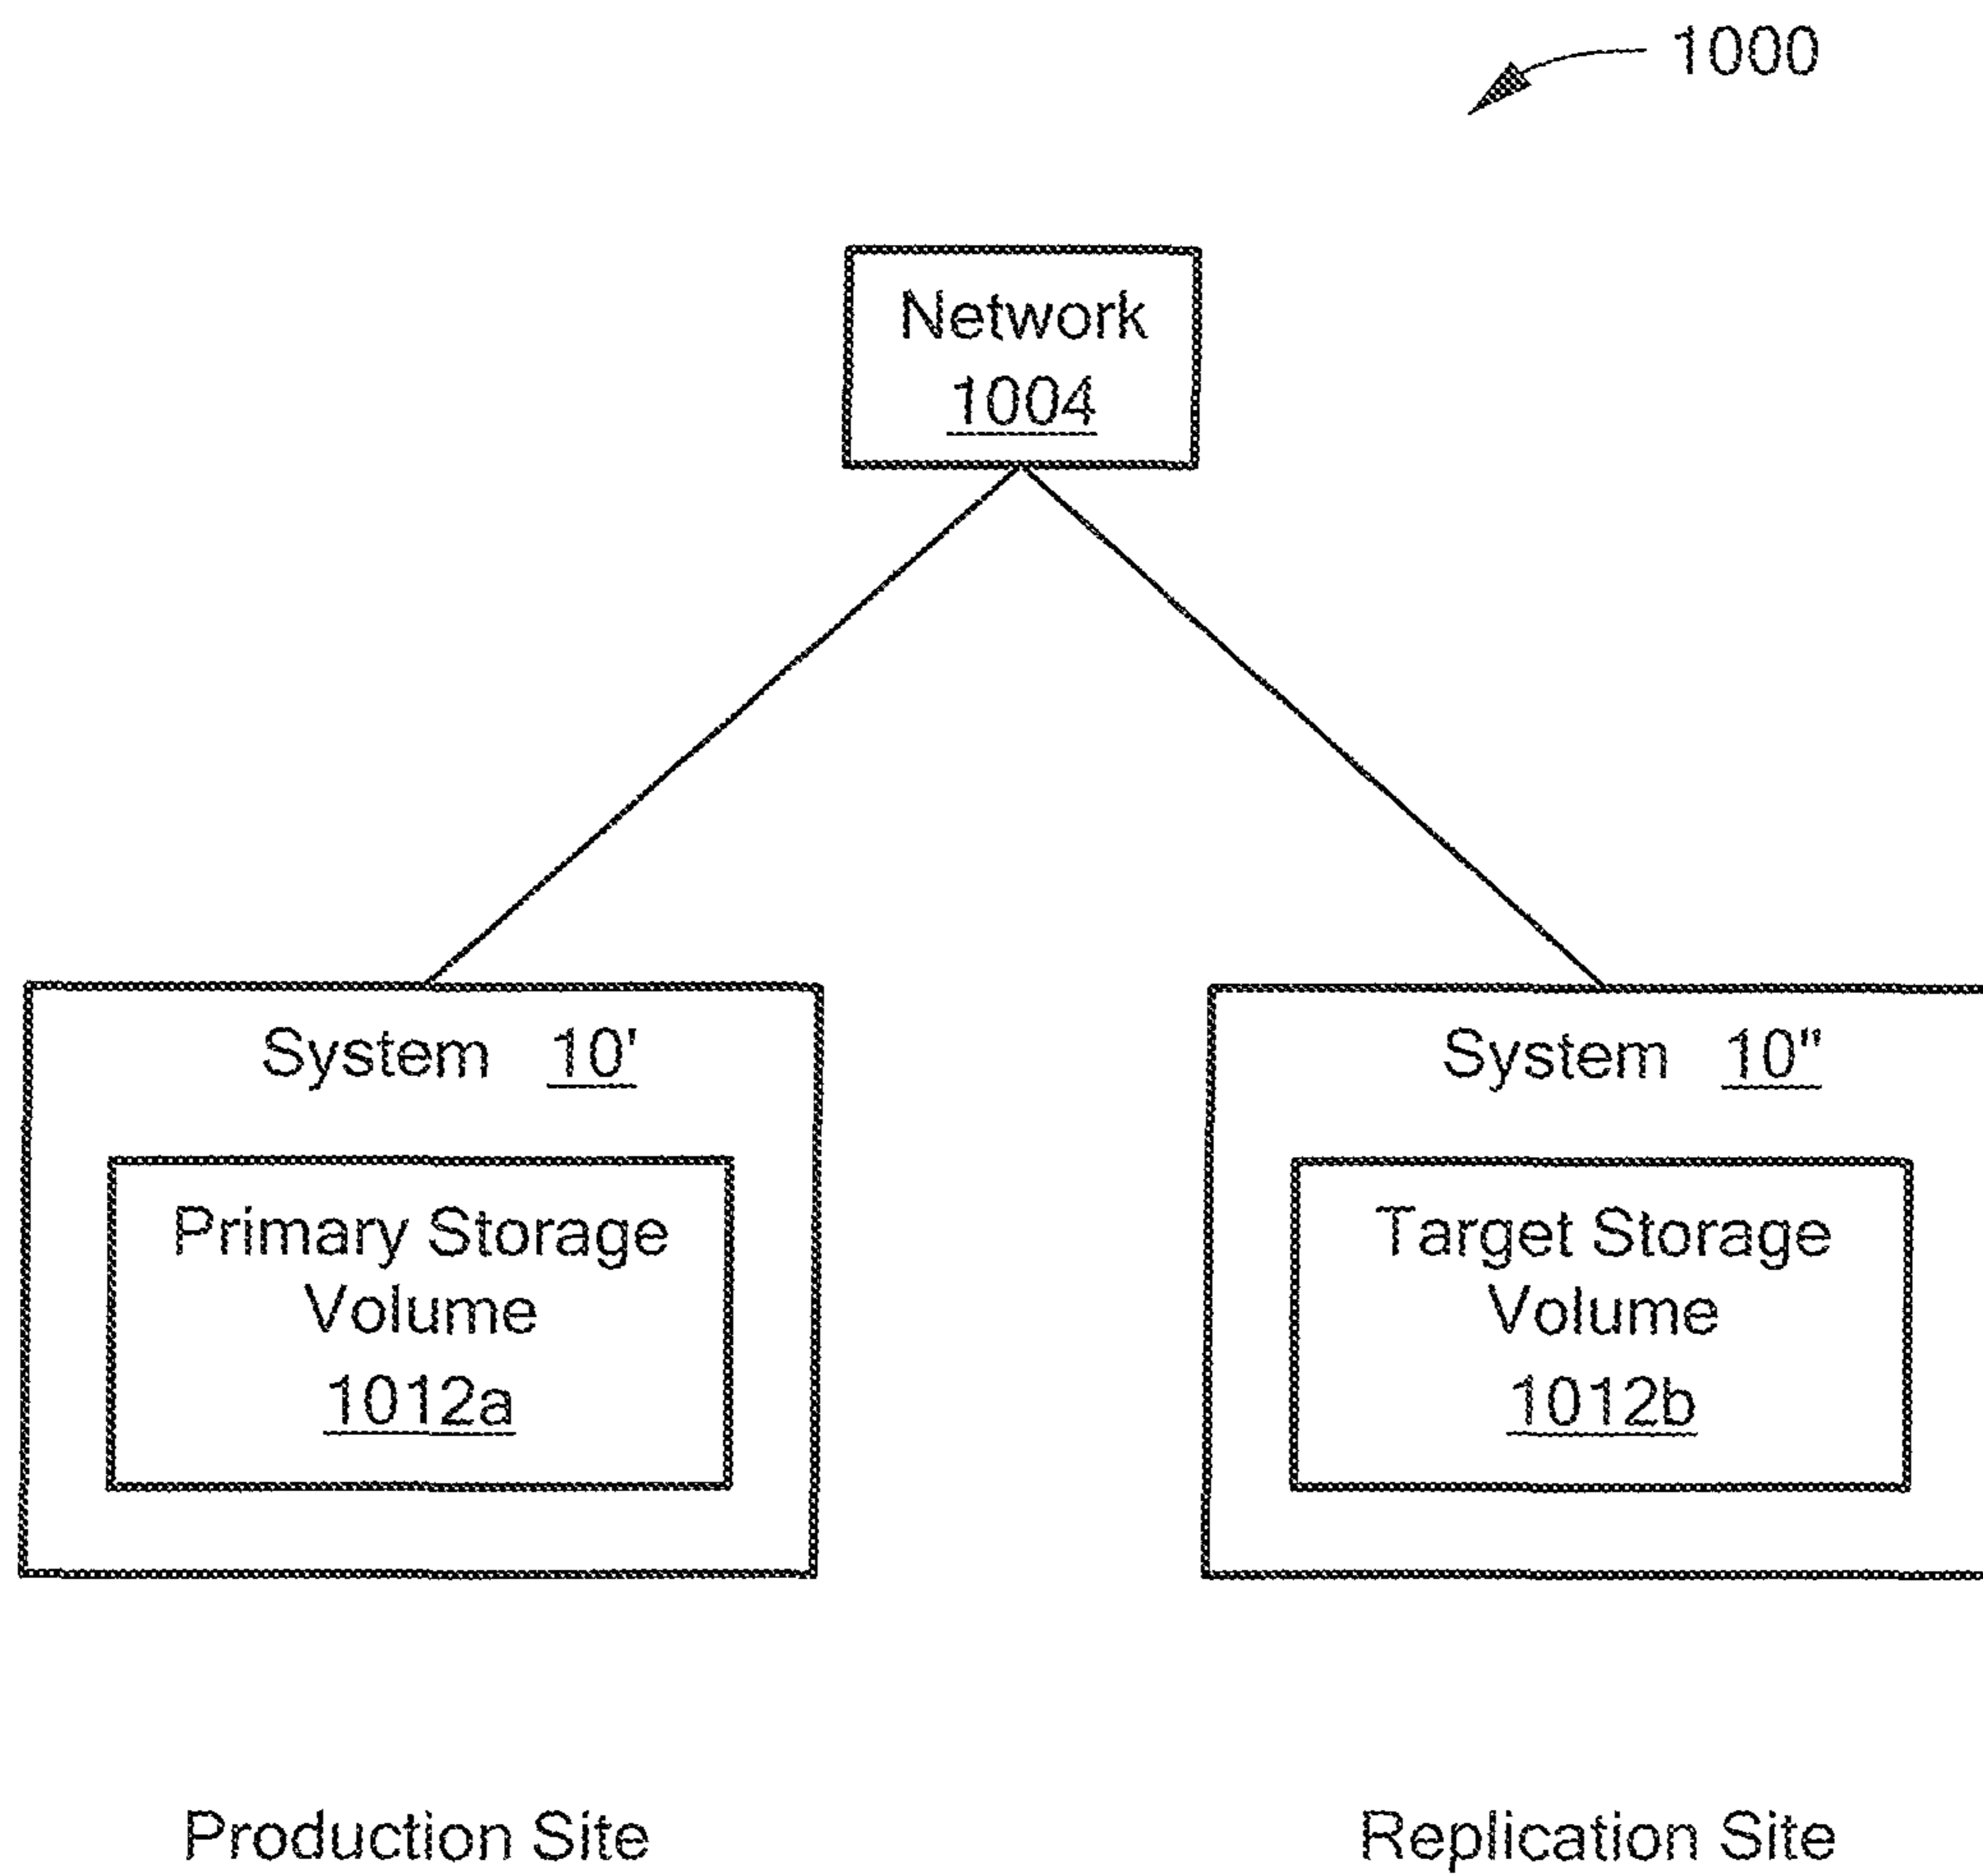 1000
Network
1004
System 10'
Primary Storage
Volume
1012a
System 10"
Target Storage
Volume
1012b
Production Site
Replication Site